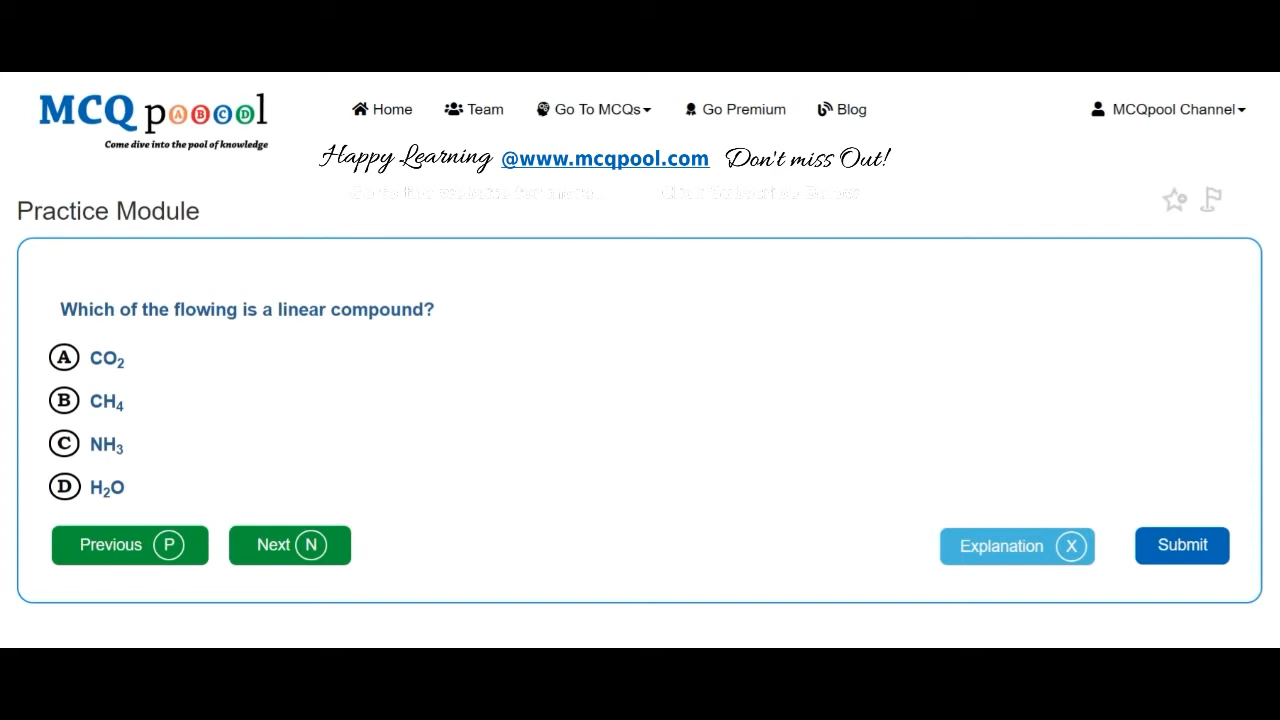 MCQ pABCDl
Come dive into the pool of knowledge
Home Team Go To MCQs Go Premium Blog MCQpool Channel
Happy Learning @www.mcqpool.com Don't miss Out!
Practice Module
Which of the flowing is a linear compound?
A CO₂
B CH₄
C NH₃
D H₂O
Previous P Next N Explanation X Submit